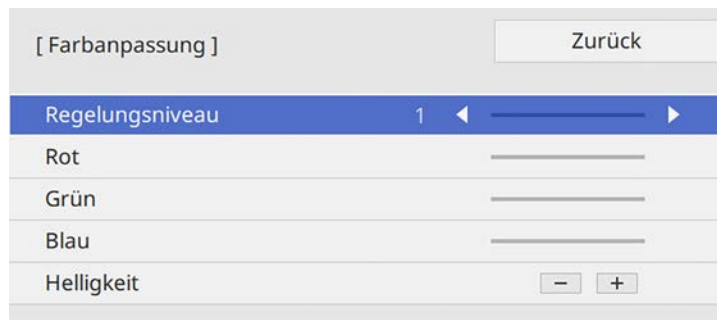 [ Farbanpassung ] Zurück
Regelungsniveau 1
Rot
Grün
Blau
Helligkeit − +